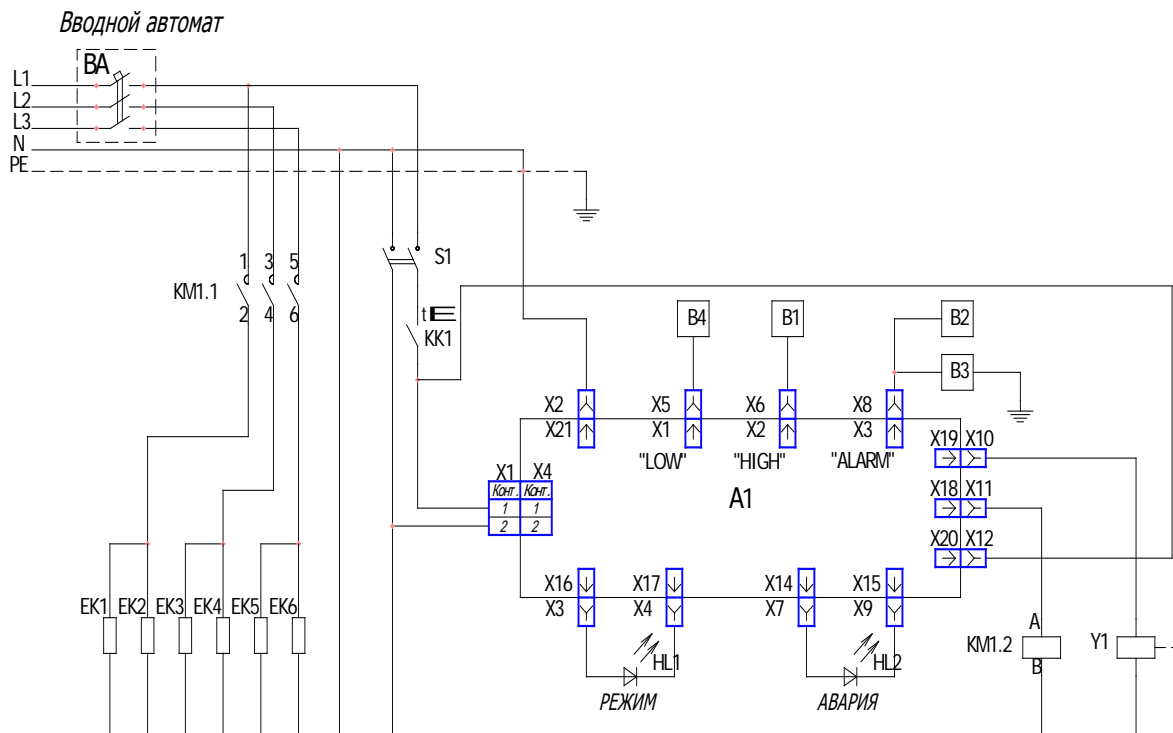 Вводной автомат
ВА
L1
L2
L3
N
PE
1 3 5
KM1.1
2 4 6
S1
t
KK1
B4 B1 B2
B3
X2 X5 X6 X8
X21 X1 X2 X3
"LOW" "HIGH" "ALARM"
X19 X10
X1 X4
Конт. Конт.
1 1
2 2
A1
X18 X11
X20 X12
X16 X17 X14 X15
X3 X4 X7 X9
EK1 EK2 EK3 EK4 EK5 EK6
HL1 HL2
РЕЖИМ АВАРИЯ
A
KM1.2
B
Y1